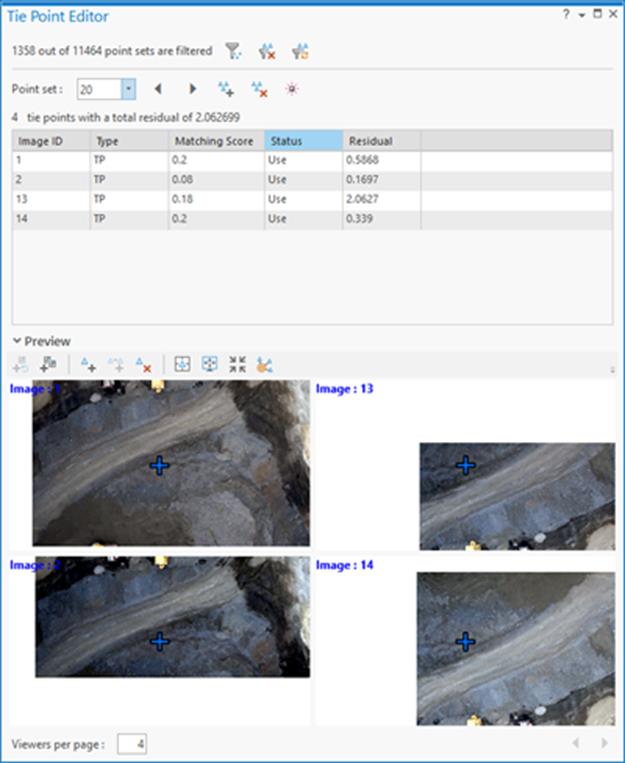 Tie Point Editor
1358 out of 11464 point sets are filtered
Point set : 20
4 tie points with a total residual of 2.062699
Image ID Type Matching Score Status Residual
1 TP 0.2 Use 0.5868
2 TP 0.08 Use 0.1697
13 TP 0.18 Use 2.0627
14 TP 0.2 Use 0.339
Preview
Image : 1 Image : 13
Image : 2 Image : 14
Viewers per page : 4